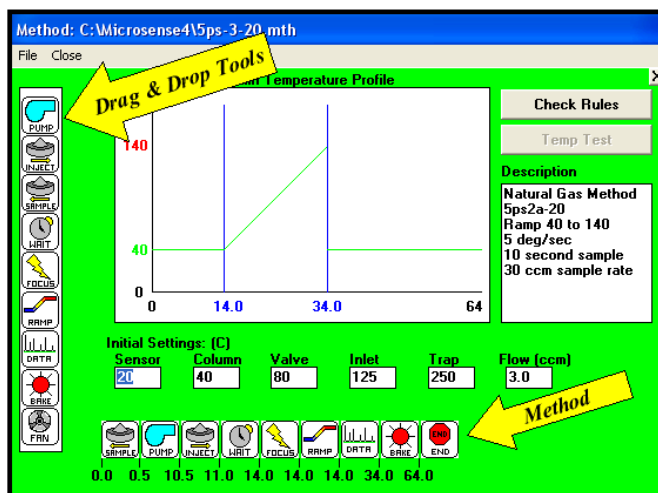 Method: C:\Microsense4\5ps-3-20.mth
File Close
Drag & Drop Tools
Temperature Profile
X
Check Rules
Temp Test
Description
Natural Gas Method
5ps2a-20
Ramp 40 to 140
5 deg/sec
10 second sample
30 ccm sample rate
PUMP
INJECT
SAMPLE
WAIT
FOCUS
RAMP
DATA
BAKE
FAN
140
40
0
0 14.0 34.0 64
Initial Settings: (C)
Sensor Column Valve Inlet Trap Flow (ccm)
20 40 80 125 250 3.0
Method
SAMPLE PUMP INJECT WAIT FOCUS RAMP DATA BAKE END END
0.0 0.5 10.5 11.0 14.0 14.0 14.0 34.0 64.0